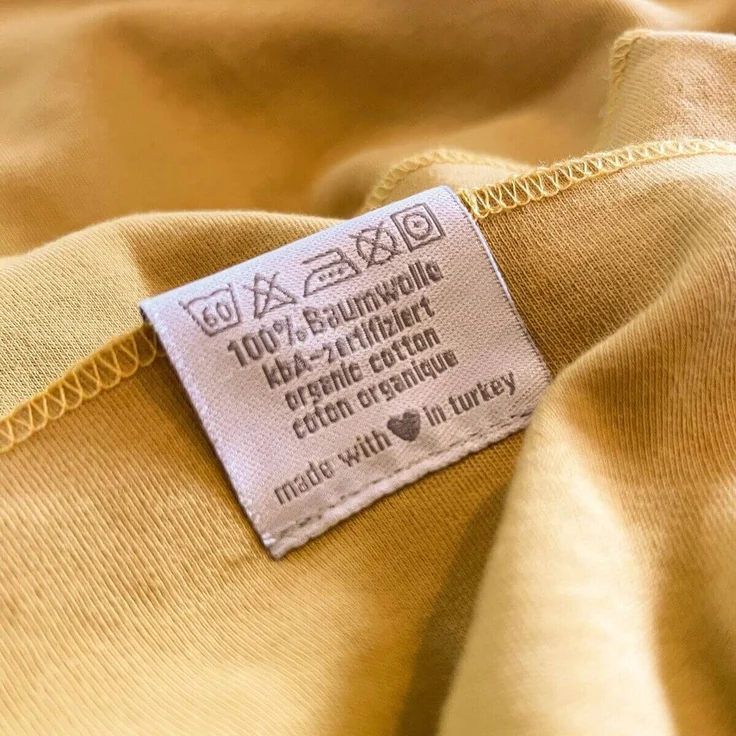 60
100% Baumwolle
kbA-zertifiziert
organic cotton
coton organique
made with ♥ in turkey